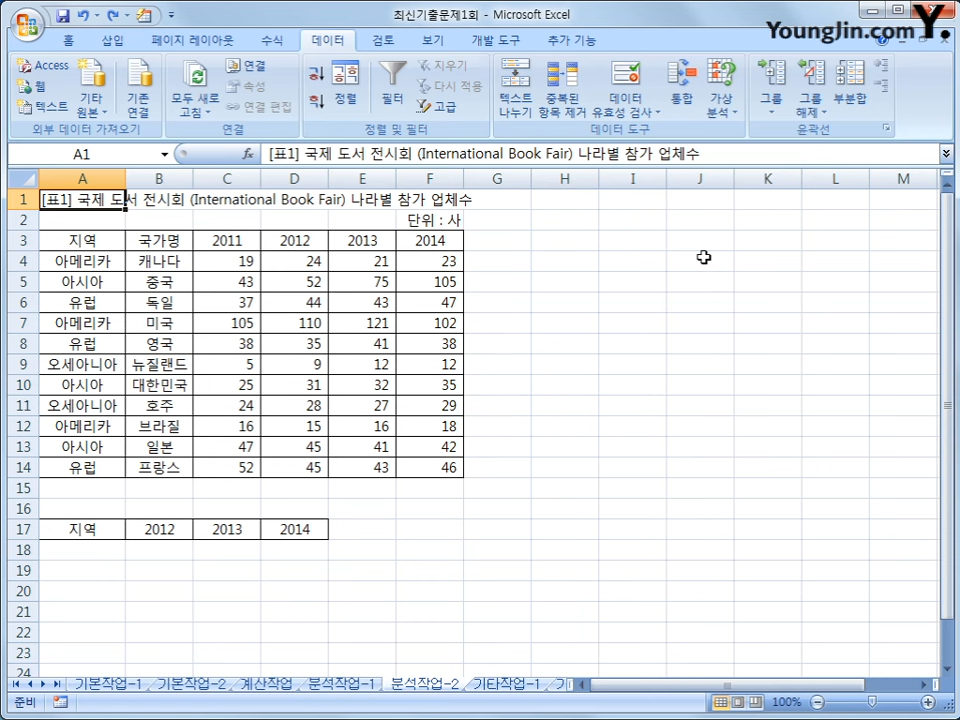 최신기출문제1회 - Microsoft Excel
YoungJin.com Y.
홈 삽입 페이지 레이아웃 수식 데이터 검토 보기 개발 도구 추가 기능
Access
웹
텍스트
기타 원본
기존 연결
모두 새로 고침
연결
속성
연결 편집
정렬
필터
지우기
다시 적용
고급
텍스트 나누기
중복된 항목 제거
데이터 유효성 검사
통합
가상 분석
그룹
그룹 해제
부분합
외부 데이터 가져오기 연결 정렬 및 필터 데이터 도구 윤곽선
A1 fx [표1] 국제 도서 전시회 (International Book Fair) 나라별 참가 업체수
A B C D E F G H I J K L M
1 [표1] 국제 도서 전시회 (International Book Fair) 나라별 참가 업체수
2 단위 : 사
3 지역 국가명 2011 2012 2013 2014
4 아메리카 캐나다 19 24 21 23
5 아시아 중국 43 52 75 105
6 유럽 독일 37 44 43 47
7 아메리카 미국 105 110 121 102
8 유럽 영국 38 35 41 38
9 오세아니아 뉴질랜드 5 9 12 12
10 아시아 대한민국 25 31 32 35
11 오세아니아 호주 24 28 27 29
12 아메리카 브라질 16 15 16 18
13 아시아 일본 47 45 41 42
14 유럽 프랑스 52 45 43 46
15
16
17 지역 2012 2013 2014
18
19
20
21
22
23
24
기본작업-1 기본작업-2 계산작업 분석작업-1 분석작업-2 기타작업-1
준비 100%